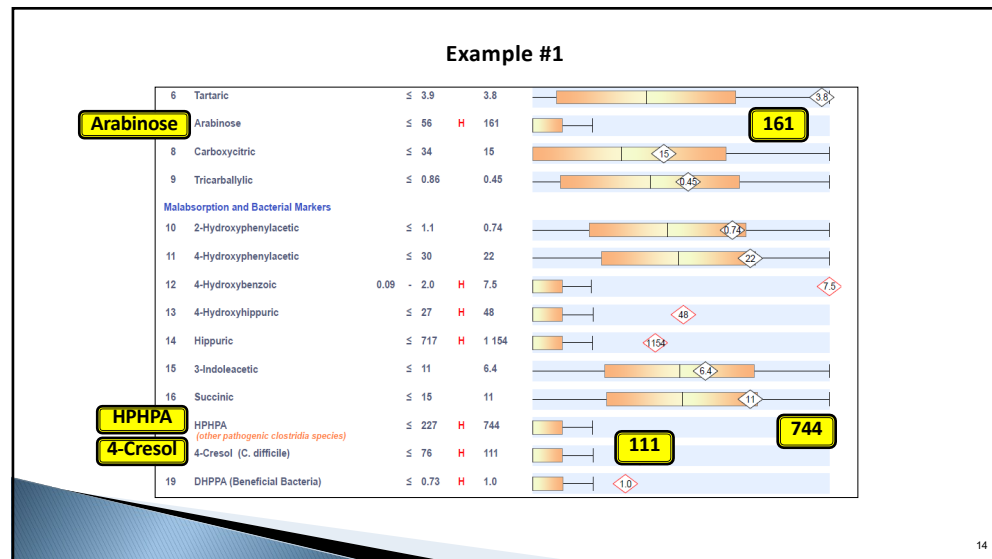 Example #1
6 Tartaric ≤ 3.9 3.8 3.8
Arabinose Arabinose ≤ 56 H 161 161
8 Carboxycitric ≤ 34 15 15
9 Tricarballylic ≤ 0.86 0.45 0.45
Malabsorption and Bacterial Markers
10 2-Hydroxyphenylacetic ≤ 1.1 0.74 0.74
11 4-Hydroxyphenylacetic ≤ 30 22 22
12 4-Hydroxybenzoic 0.09 - 2.0 H 7.5 7.5
13 4-Hydroxyhippuric ≤ 27 H 48 48
14 Hippuric ≤ 717 H 1 154 1154
15 3-Indoleacetic ≤ 11 6.4 6.4
16 Succinic ≤ 15 11 11
HPHPA HPHPA ≤ 227 H 744 744
(other pathogenic clostridia species)
4-Cresol 4-Cresol (C. difficile) ≤ 76 H 111 111
19 DHPPA (Beneficial Bacteria) ≤ 0.73 H 1.0 1.0
14